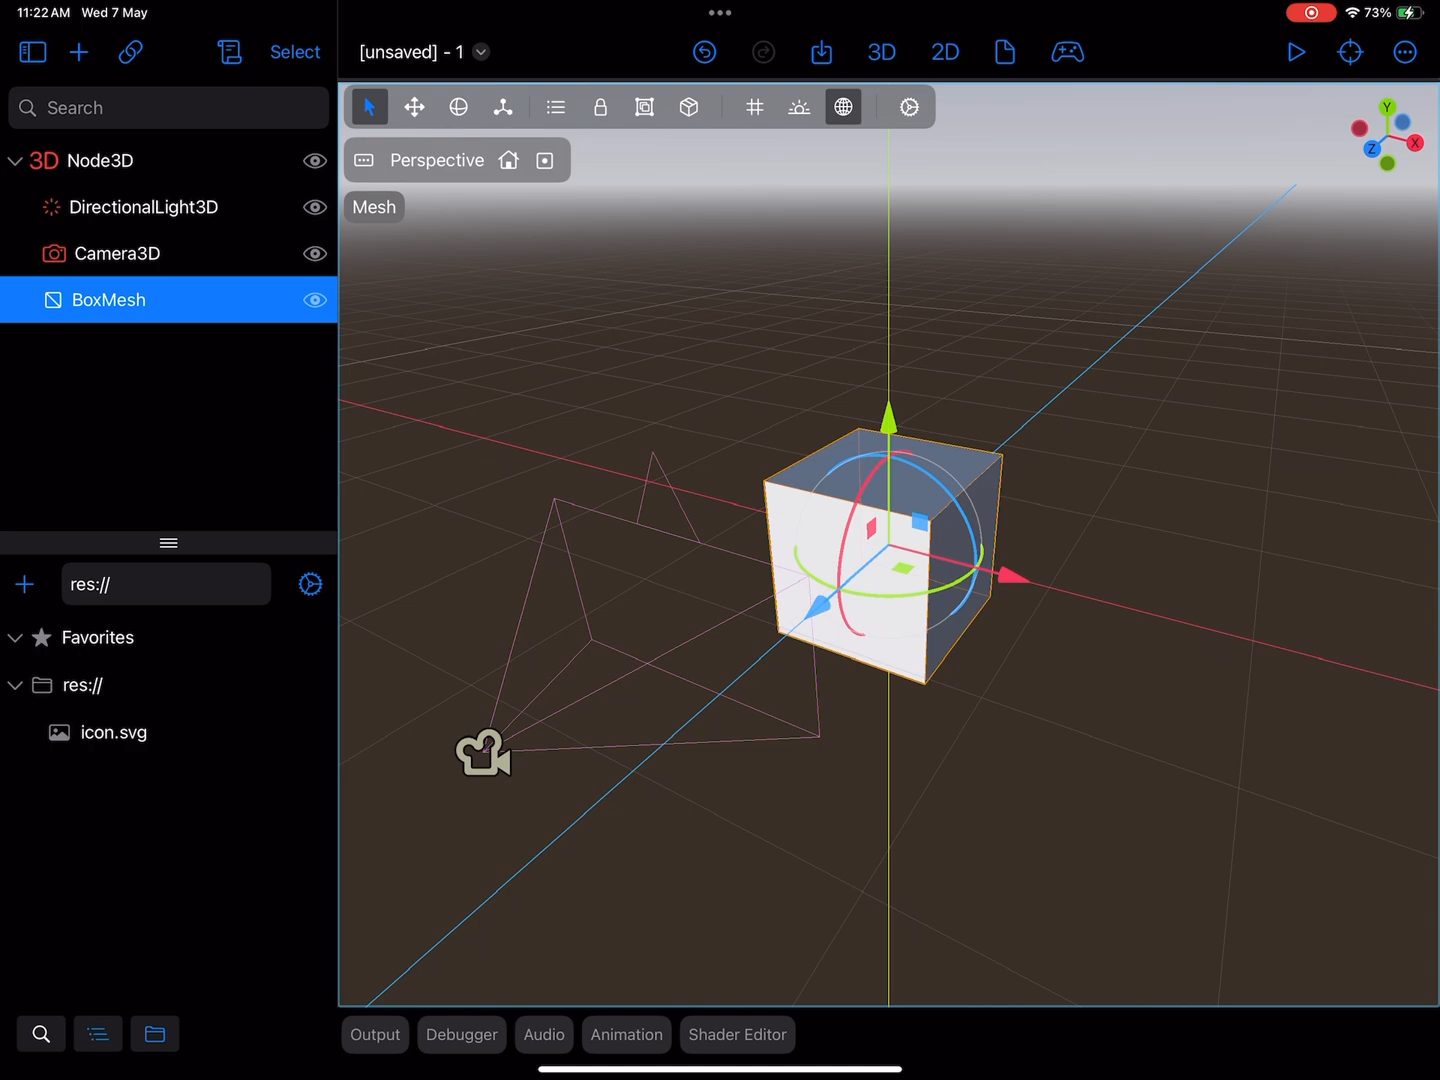 11:22 AM Wed 7 May
73%
Select
[unsaved] - 1
3D
2D
Search
3D Node3D
DirectionalLight3D
Camera3D
BoxMesh
Perspective
Mesh
Y
X
Z
res://
Favorites
res://
icon.svg
Output
Debugger
Audio
Animation
Shader Editor